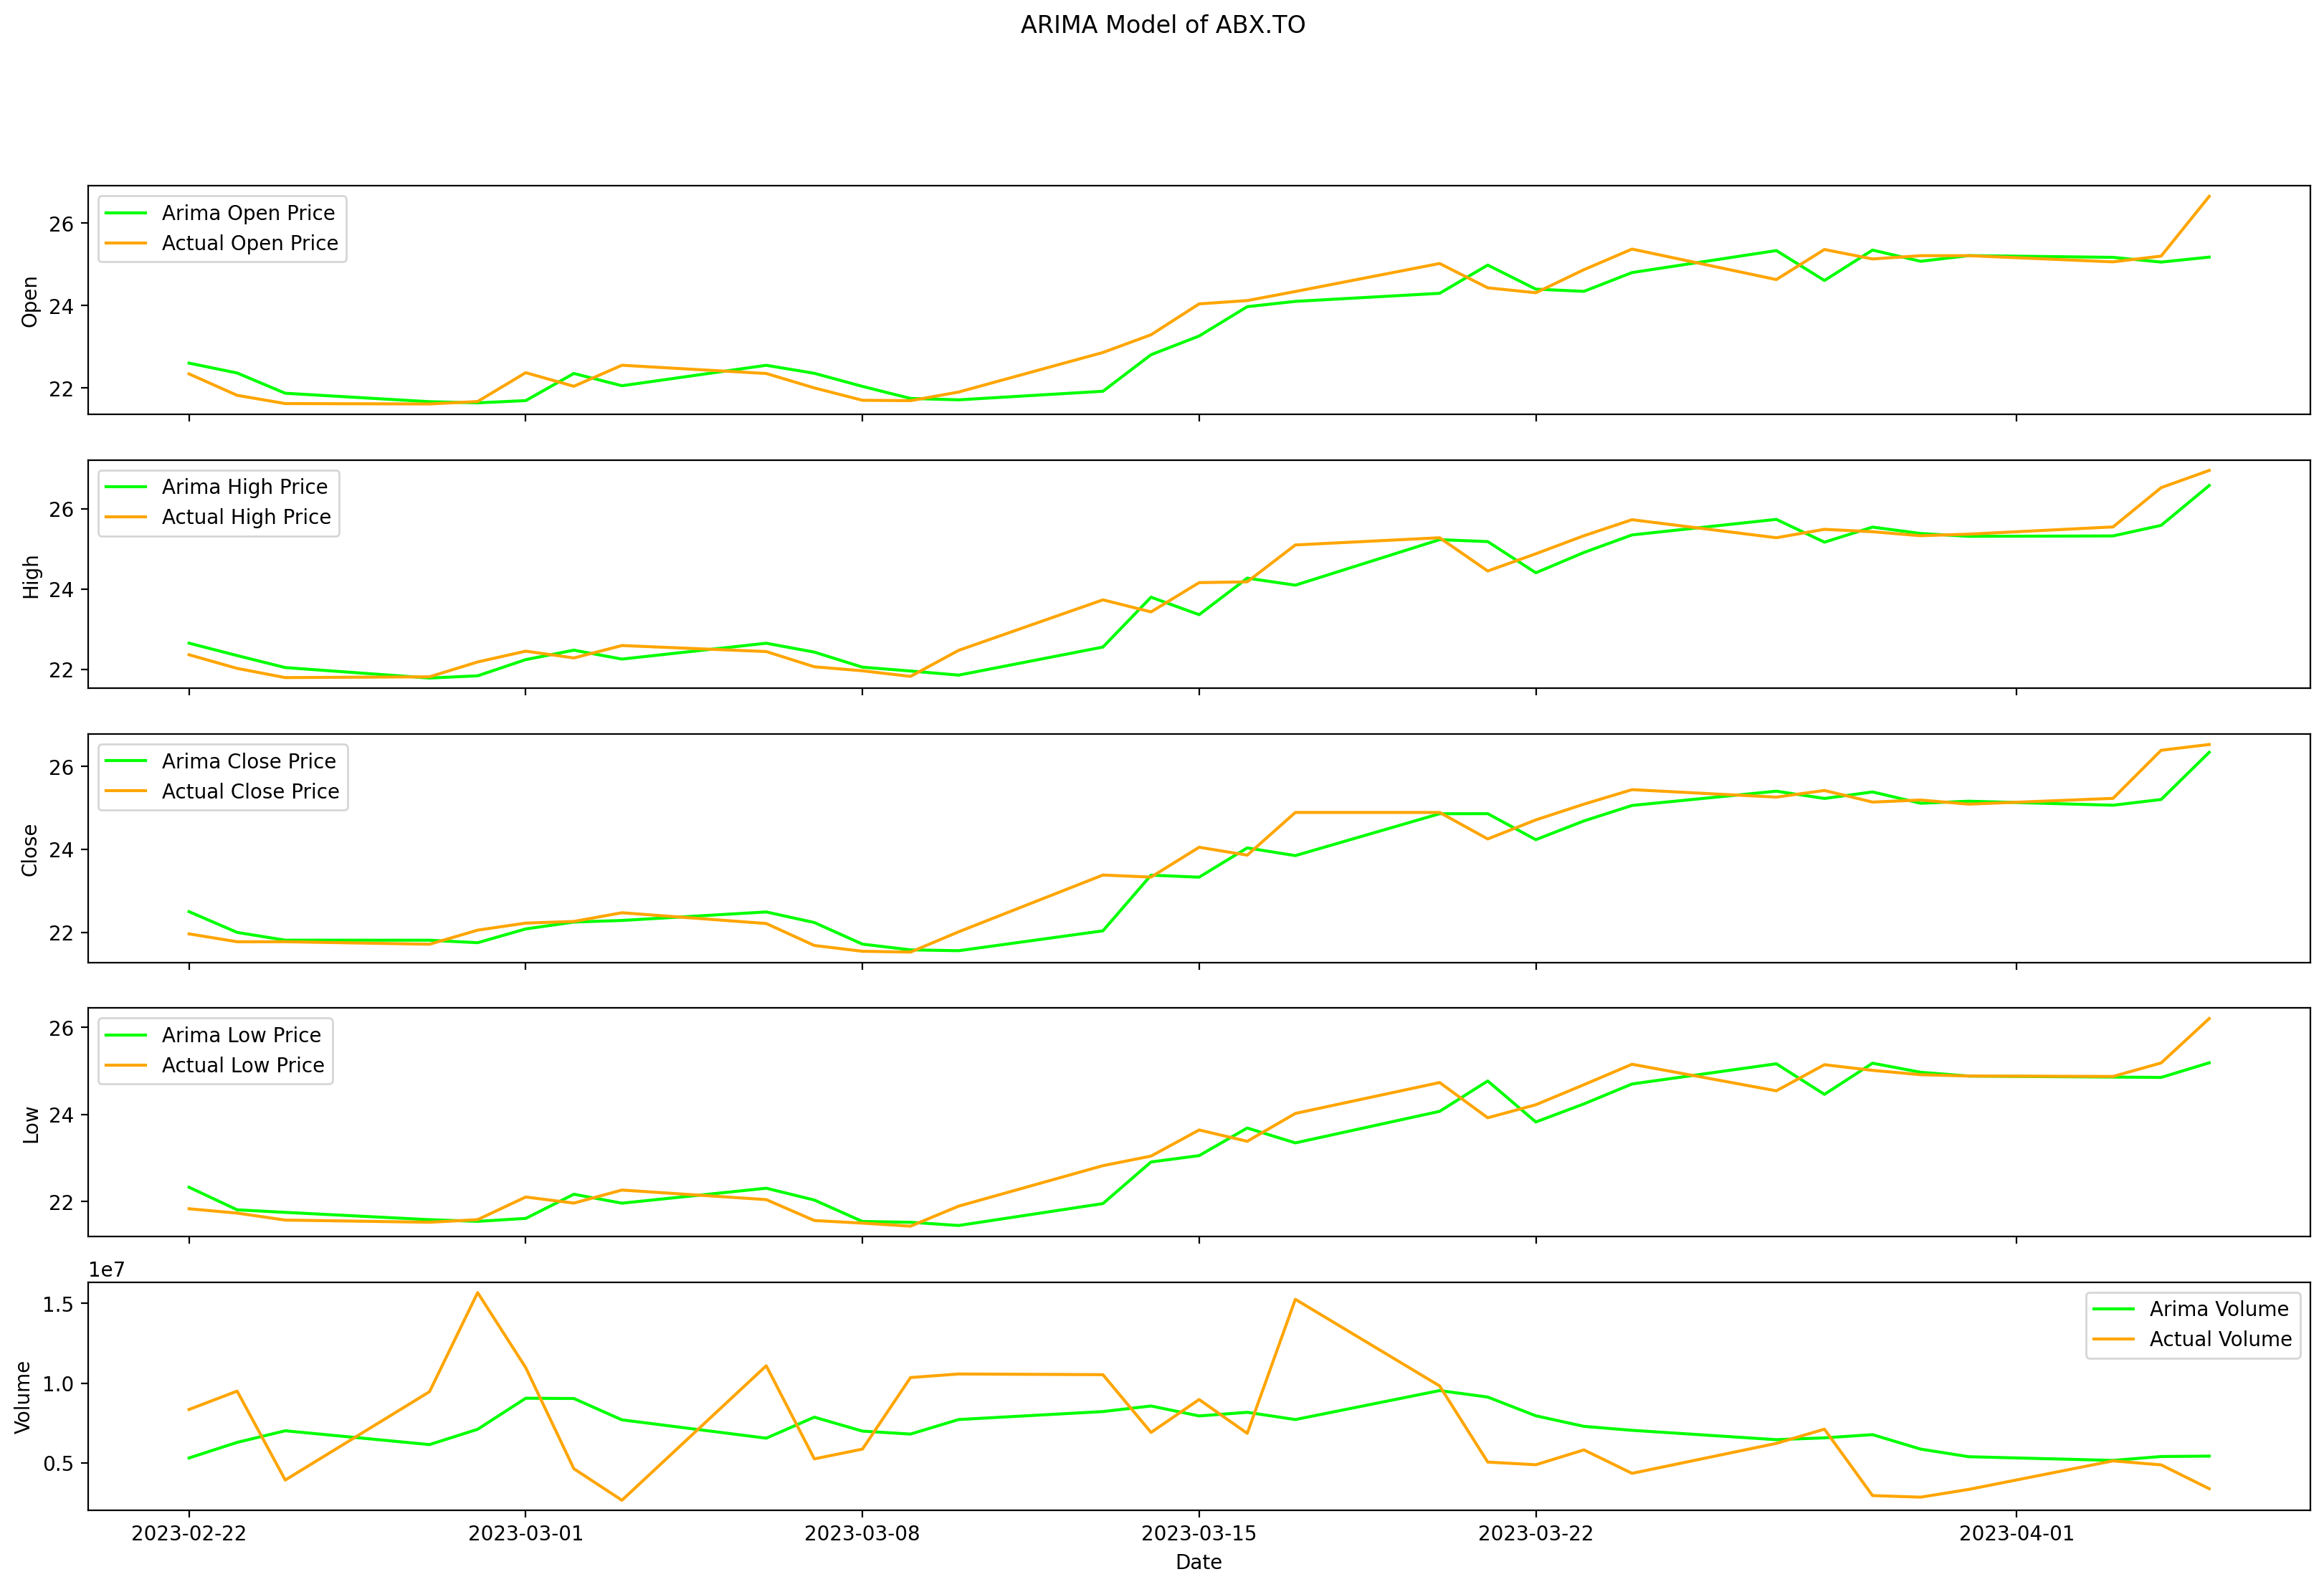 ARIMA Model of ABX.TO
Arima Open Price
Actual Open Price
26
24
22
Open
Arima High Price
Actual High Price
26
24
22
High
Arima Close Price
Actual Close Price
26
24
22
Close
Arima Low Price
Actual Low Price
26
24
22
Low
1e7
Arima Volume
Actual Volume
1.5
1.0
0.5
Volume
2023-02-22 2023-03-01 2023-03-08 2023-03-15 2023-03-22 2023-04-01
Date